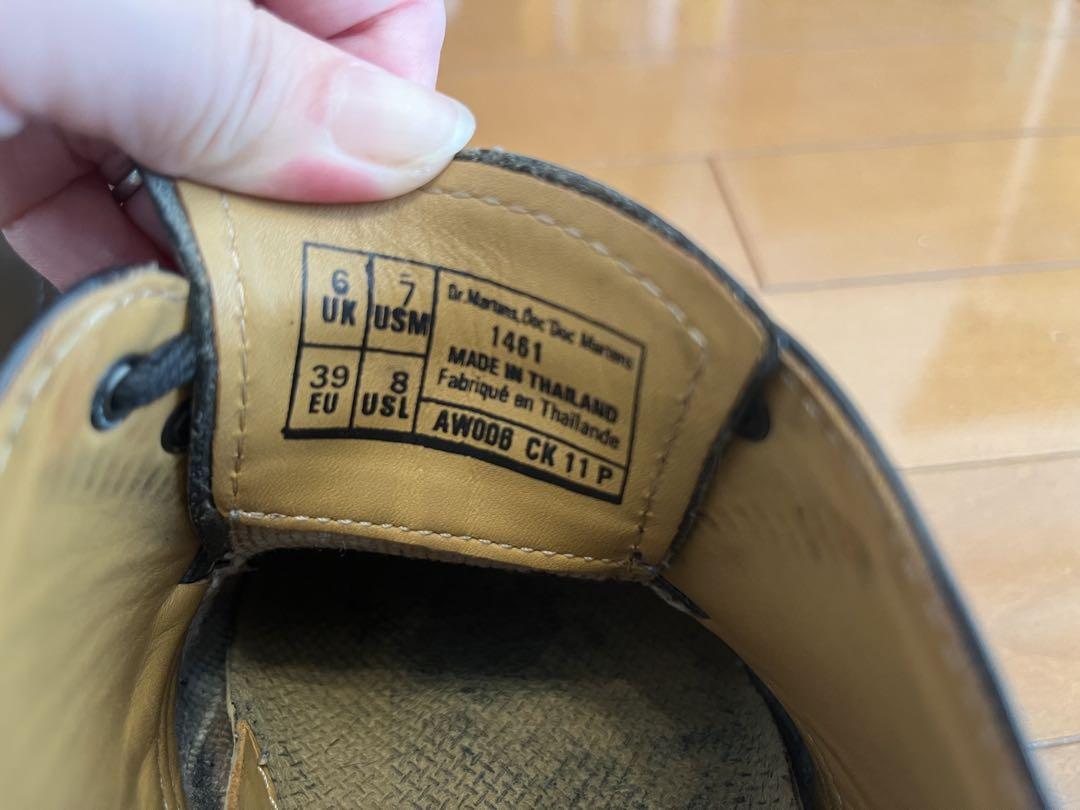 6 UK
7 USM
39 EU
8 USL
Dr. Martens, Doc Doc Martens
1461
MADE IN THAILAND
Fabriqué en Thaïlande
AW006 CK 11 P